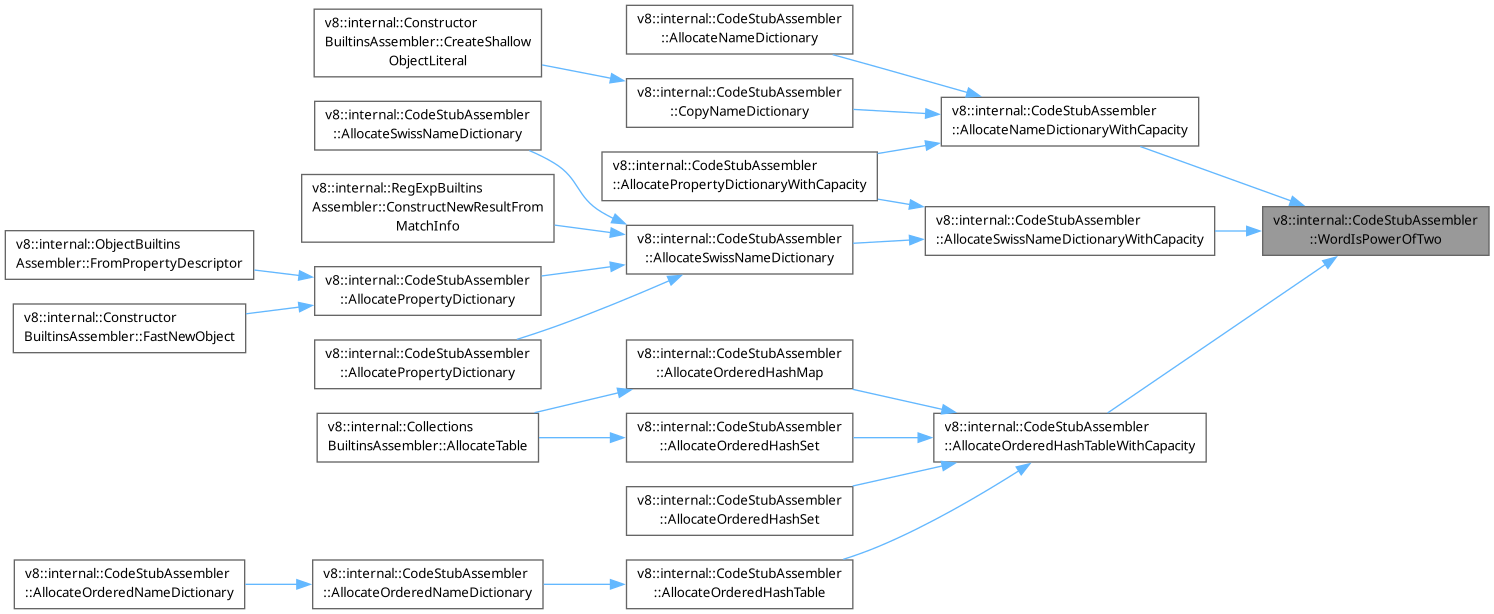 v8::internal::Constructor
BuiltinsAssembler::CreateShallow
ObjectLiteral
v8::internal::CodeStubAssembler
::AllocateSwissNameDictionary
v8::internal::RegExpBuiltins
Assembler::ConstructNewResultFrom
MatchInfo
v8::internal::ObjectBuiltins
Assembler::FromPropertyDescriptor
v8::internal::Constructor
BuiltinsAssembler::FastNewObject
v8::internal::CodeStubAssembler
::AllocatePropertyDictionary
v8::internal::CodeStubAssembler
::AllocatePropertyDictionary
v8::internal::Collections
BuiltinsAssembler::AllocateTable
v8::internal::CodeStubAssembler
::AllocateOrderedNameDictionary
v8::internal::CodeStubAssembler
::AllocateOrderedNameDictionary
v8::internal::CodeStubAssembler
::AllocateNameDictionary
v8::internal::CodeStubAssembler
::CopyNameDictionary
v8::internal::CodeStubAssembler
::AllocatePropertyDictionaryWithCapacity
v8::internal::CodeStubAssembler
::AllocateSwissNameDictionary
v8::internal::CodeStubAssembler
::AllocateOrderedHashMap
v8::internal::CodeStubAssembler
::AllocateOrderedHashSet
v8::internal::CodeStubAssembler
::AllocateOrderedHashSet
v8::internal::CodeStubAssembler
::AllocateOrderedHashTable
v8::internal::CodeStubAssembler
::AllocateNameDictionaryWithCapacity
v8::internal::CodeStubAssembler
::AllocateSwissNameDictionaryWithCapacity
v8::internal::CodeStubAssembler
::AllocateOrderedHashTableWithCapacity
v8::internal::CodeStubAssembler
::WordIsPowerOfTwo